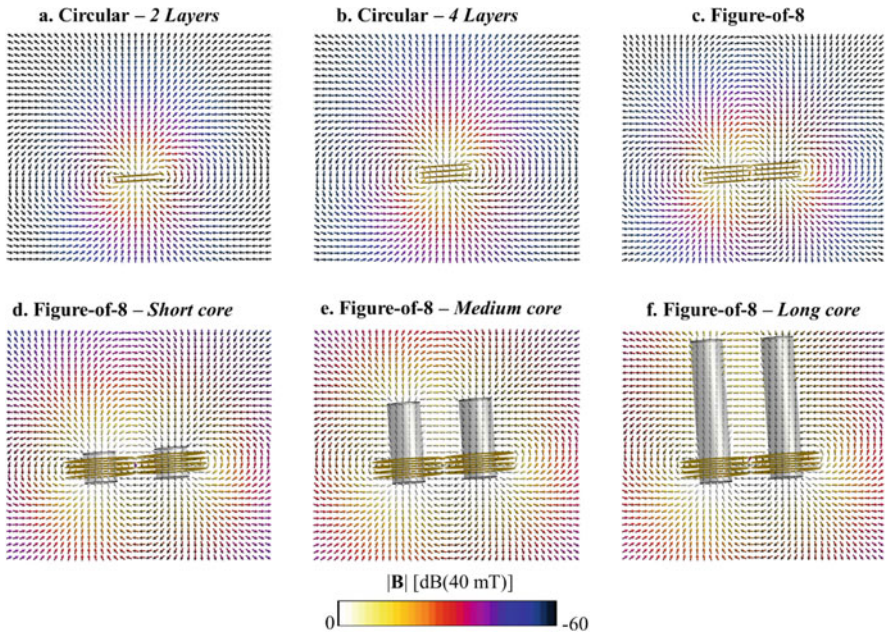 a. Circular – 2 Layers
b. Circular – 4 Layers
c. Figure-of-8
d. Figure-of-8 – Short core
e. Figure-of-8 – Medium core
f. Figure-of-8 – Long core
|B| [dB(40 mT)]
0 -60